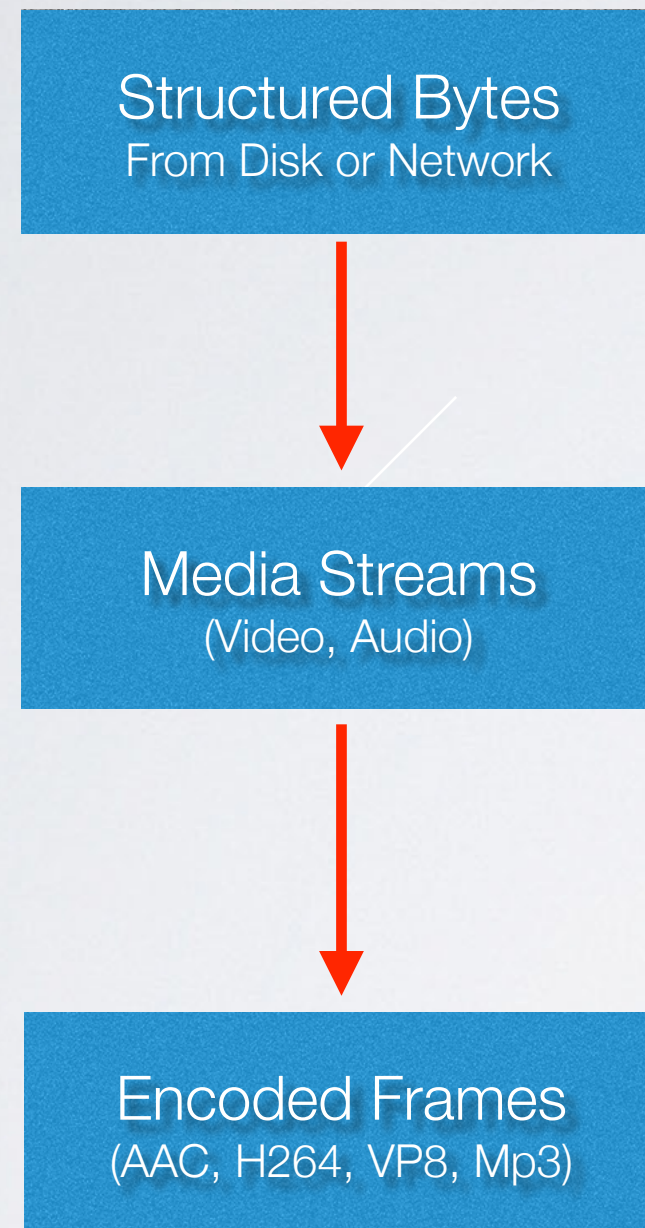 Structured Bytes
From Disk or Network
Media Streams
(Video, Audio)
Encoded Frames
(AAC, H264, VP8, Mp3)